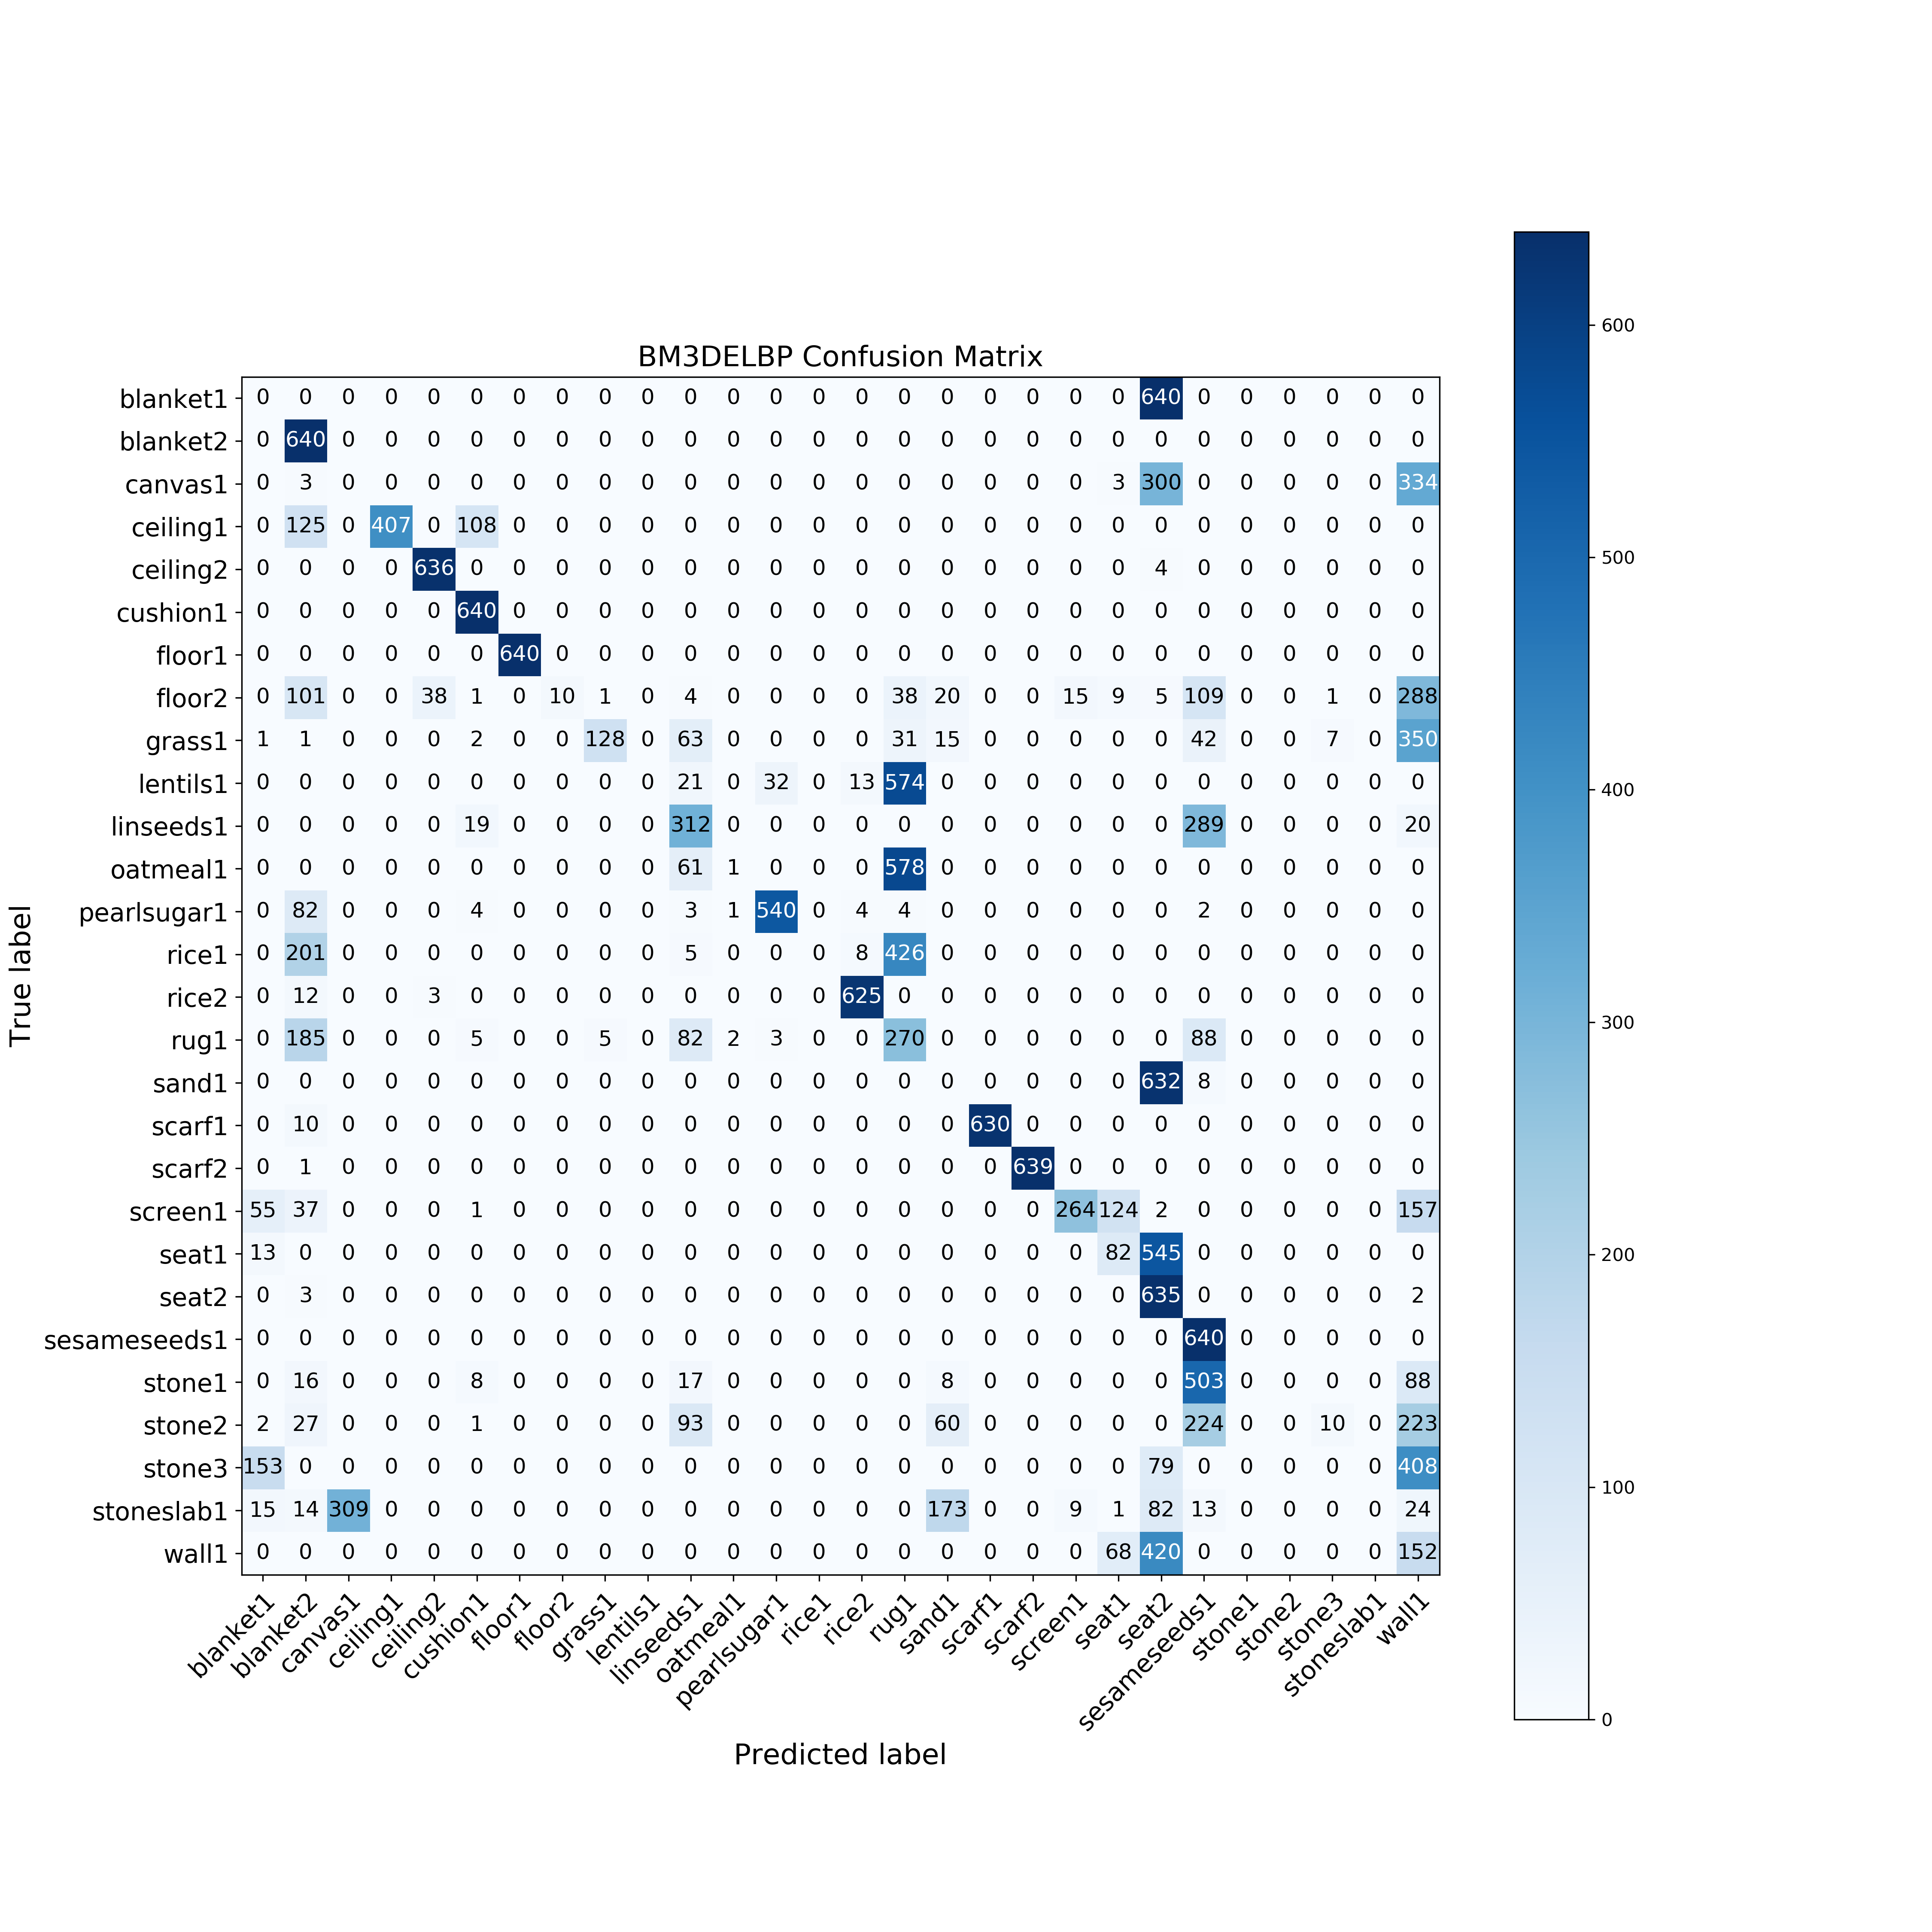 BM3DELBP Confusion Matrix
blanket1 0 0 0 0 0 0 0 0 0 0 0 0 0 0 0 0 0 0 0 0 0 640 0 0 0 0 0 0
blanket2 0 640 0 0 0 0 0 0 0 0 0 0 0 0 0 0 0 0 0 0 0 0 0 0 0 0 0 0
canvas1 0 3 0 0 0 0 0 0 0 0 0 0 0 0 0 0 0 0 0 0 3 300 0 0 0 0 0 334
ceiling1 0 125 0 407 0 108 0 0 0 0 0 0 0 0 0 0 0 0 0 0 0 0 0 0 0 0 0 0
ceiling2 0 0 0 0 636 0 0 0 0 0 0 0 0 0 0 0 0 0 0 0 0 4 0 0 0 0 0 0
cushion1 0 0 0 0 0 640 0 0 0 0 0 0 0 0 0 0 0 0 0 0 0 0 0 0 0 0 0 0
floor1 0 0 0 0 0 0 640 0 0 0 0 0 0 0 0 0 0 0 0 0 0 0 0 0 0 0 0 0
floor2 0 101 0 0 38 1 0 10 1 0 4 0 0 0 0 38 20 0 0 15 9 5 109 0 0 1 0 288
grass1 1 1 0 0 0 2 0 0 128 0 63 0 0 0 0 31 15 0 0 0 0 0 42 0 0 7 0 350
lentils1 0 0 0 0 0 0 0 0 0 0 21 0 32 0 13 574 0 0 0 0 0 0 0 0 0 0 0 0
linseeds1 0 0 0 0 0 19 0 0 0 0 312 0 0 0 0 0 0 0 0 0 0 0 289 0 0 0 0 20
oatmeal1 0 0 0 0 0 0 0 0 0 0 61 1 0 0 0 578 0 0 0 0 0 0 0 0 0 0 0 0
pearlsugar1 0 82 0 0 0 4 0 0 0 0 3 1 540 0 4 4 0 0 0 0 0 0 2 0 0 0 0 0
rice1 0 201 0 0 0 0 0 0 0 0 5 0 0 0 8 426 0 0 0 0 0 0 0 0 0 0 0 0
rice2 0 12 0 0 3 0 0 0 0 0 0 0 0 0 625 0 0 0 0 0 0 0 0 0 0 0 0 0
rug1 0 185 0 0 0 5 0 0 5 0 82 2 3 0 0 270 0 0 0 0 0 0 88 0 0 0 0 0
sand1 0 0 0 0 0 0 0 0 0 0 0 0 0 0 0 0 0 0 0 0 0 632 8 0 0 0 0 0
scarf1 0 10 0 0 0 0 0 0 0 0 0 0 0 0 0 0 0 630 0 0 0 0 0 0 0 0 0 0
scarf2 0 1 0 0 0 0 0 0 0 0 0 0 0 0 0 0 0 0 639 0 0 0 0 0 0 0 0 0
screen1 55 37 0 0 0 1 0 0 0 0 0 0 0 0 0 0 0 0 0 264 124 2 0 0 0 0 0 157
seat1 13 0 0 0 0 0 0 0 0 0 0 0 0 0 0 0 0 0 0 0 82 545 0 0 0 0 0 0
seat2 0 3 0 0 0 0 0 0 0 0 0 0 0 0 0 0 0 0 0 0 0 635 0 0 0 0 0 2
sesameseeds1 0 0 0 0 0 0 0 0 0 0 0 0 0 0 0 0 0 0 0 0 0 0 640 0 0 0 0 0
stone1 0 16 0 0 0 8 0 0 0 0 17 0 0 0 0 0 8 0 0 0 0 0 503 0 0 0 0 88
stone2 2 27 0 0 0 1 0 0 0 0 93 0 0 0 0 0 60 0 0 0 0 0 224 0 0 10 0 223
stone3 153 0 0 0 0 0 0 0 0 0 0 0 0 0 0 0 0 0 0 0 0 79 0 0 0 0 0 408
stoneslab1 15 14 309 0 0 0 0 0 0 0 0 0 0 0 0 0 173 0 0 9 1 82 13 0 0 0 0 24
wall1 0 0 0 0 0 0 0 0 0 0 0 0 0 0 0 0 0 0 0 0 68 420 0 0 0 0 0 152
blanket1 blanket2 canvas1 ceiling1 ceiling2 cushion1 floor1 floor2 grass1 lentils1 linseeds1 oatmeal1 pearlsugar1 rice1 rice2 rug1 sand1 scarf1 scarf2 screen1 seat1 seat2 sesameseeds1 stone1 stone2 stone3 stoneslab1 wall1
Predicted label
True label
600
500
400
300
200
100
0